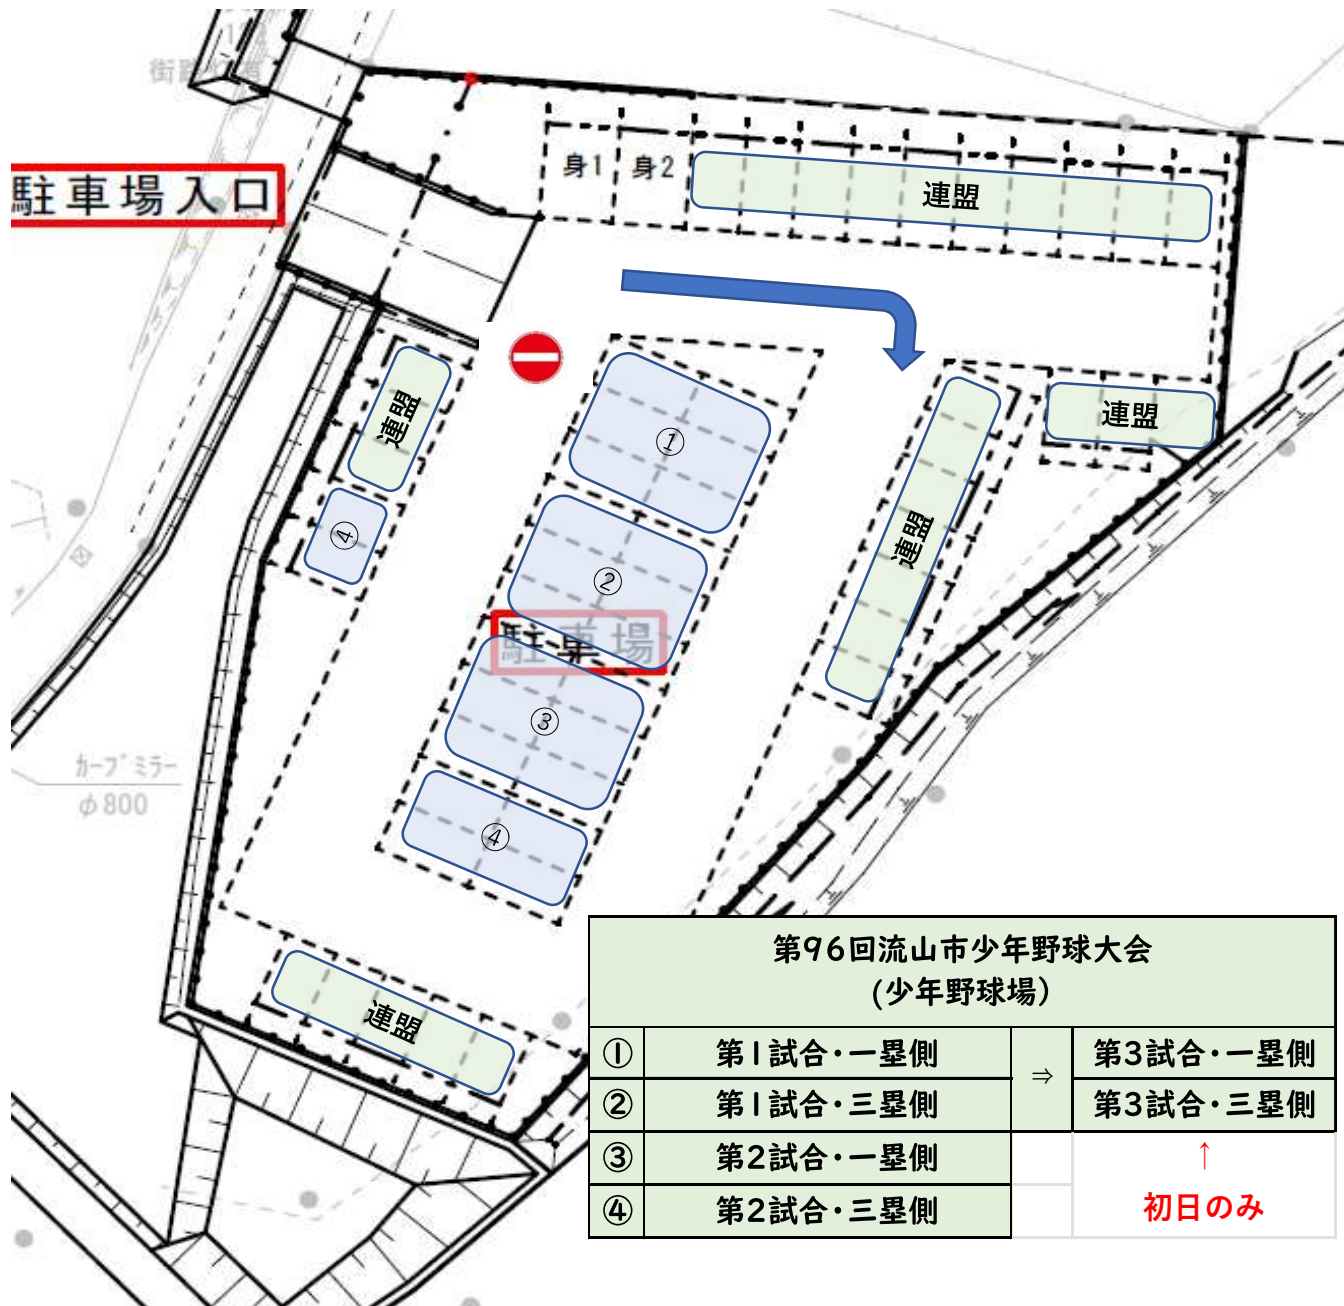 駐車場入口
身1
身2
連盟
連盟
①
連盟
連盟
④
②
駐車場
③
④
カーブミラー
φ800
連盟
第96回流山市少年野球大会
(少年野球場)
① 第1試合・一塁側 ⇒ 第3試合・一塁側
② 第1試合・三塁側 第3試合・三塁側
③ 第2試合・一塁側 ↑
④ 第2試合・三塁側 初日のみ